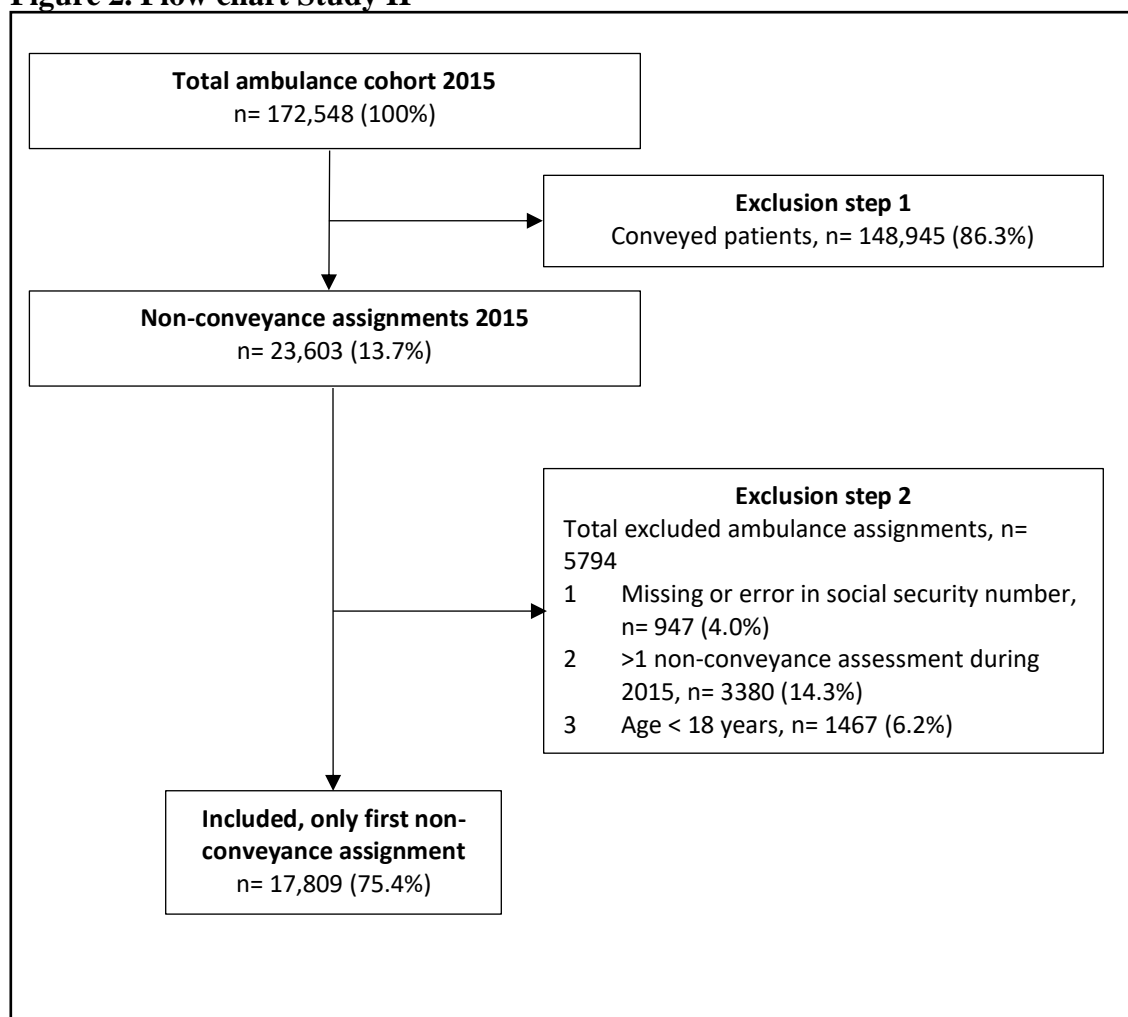 Figure 2. Flow chart Study II
Total ambulance cohort 2015
n= 172,548 (100%)
Exclusion step 1
Conveyed patients, n= 148,945 (86.3%)
Non-conveyance assignments 2015
n= 23,603 (13.7%)
Exclusion step 2
Total excluded ambulance assignments, n=
5794
1 Missing or error in social security number,
n= 947 (4.0%)
2 >1 non-conveyance assessment during
2015, n= 3380 (14.3%)
3 Age < 18 years, n= 1467 (6.2%)
Included, only first non-
conveyance assignment
n= 17,809 (75.4%)